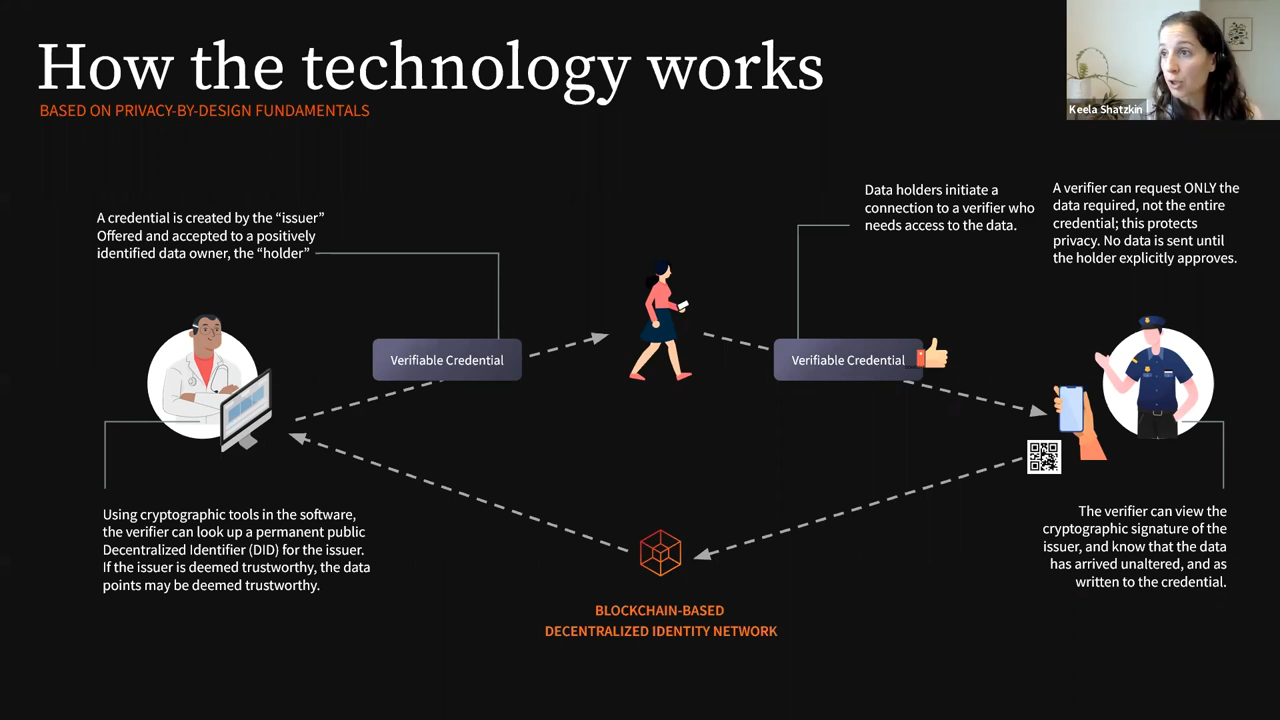 How the technology works
BASED ON PRIVACY-BY-DESIGN FUNDAMENTALS
Keela Shatzkin
A credential is created by the “issuer”
Offered and accepted to a positively
identified data owner, the “holder”
Data holders initiate a
connection to a verifier who
needs access to the data.
A verifier can request ONLY the
data required, not the entire
credential; this protects
privacy. No data is sent until
the holder explicitly approves.
Verifiable Credential
Verifiable Credential
Using cryptographic tools in the software,
the verifier can look up a permanent public
Decentralized Identifier (DID) for the issuer.
If the issuer is deemed trustworthy, the data
points may be deemed trustworthy.
The verifier can view the
cryptographic signature of the
issuer, and know that the data
has arrived unaltered, and as
written to the credential.
BLOCKCHAIN-BASED
DECENTRALIZED IDENTITY NETWORK